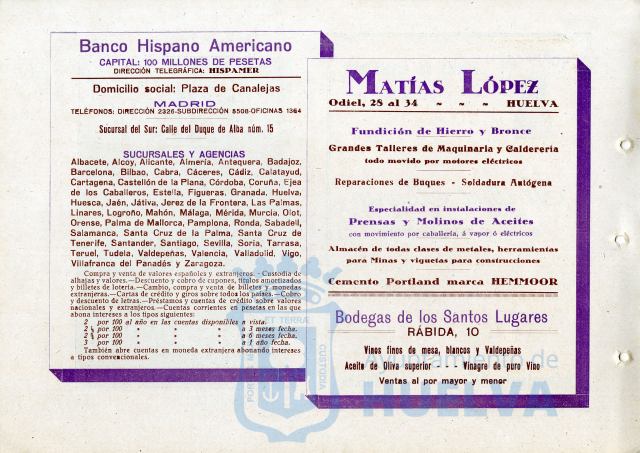 Banco Hispano Americano
CAPITAL: 100 MILLONES DE PESETAS
DIRECCIÓN TELEGRÁFICA: HISPAMER
Domicilio social: Plaza de Canalejas
MADRID
TELÉFONOS: DIRECCIÓN 2326-SUBDIRECCIÓN 5508-OFICINAS 1364
Sucursal del Sur: Calle del Duque de Alba núm. 15
SUCURSALES Y AGENCIAS
Albacete, Alcoy, Alicante, Almería, Antequera, Badajoz,
Barcelona, Bilbao, Cabra, Cáceres, Cádiz, Calatayud,
Cartagena, Castellón de la Plana, Córdoba, Coruña, Ejea
de los Caballeros, Estella, Figueras, Granada, Huelva,
Huesca, Jaén, Játiva, Jerez de la Frontera, Las Palmas,
Linares, Logroño, Mahón, Málaga, Mérida, Murcia, Olot,
Orense, Palma de Mallorca, Pamplona, Ronda, Sabadell,
Salamanca, Santa Cruz de la Palma, Santa Cruz de
Tenerife, Santander, Santiago, Sevilla, Soria, Tarrasa,
Teruel, Tudela, Valdepeñas, Valencia, Valladolid, Vigo,
Villafranca del Panadés y Zaragoza.
Compra y venta de valores españoles y extranjeros. - Custodia de
alhajas y valores.—Descuento y cobro de cupones, títulos amortizados
y billetes de lotería.—Cambio, compra y venta de billetes y monedas
extranjeras.—Cartas de crédito y giros sobre todos los países.—Cobro
y descuento de letras.—Préstamos y cuentas de crédito sobre valores
nacionales y extranjeros.—Cuentas corrientes en pesetas en las que
abona intereses a los tipos siguientes:
2 por 100 al año en las cuentas disponibles a vista.
2 ½ por 100 " " " a 3 meses fecha.
2 ¾ por 100 " " " a 6 meses fecha.
3 por 100 " " " a 1 año fecha.
También abre cuentas en moneda extranjera abonando intereses
a tipos convencionales.
MATÍAS LÓPEZ
Odiel, 28 al 34 ~ ~ ~ HUELVA
Fundición de Hierro y Bronce
Grandes Talleres de Maquinaria y Calderería
todo movido por motores eléctricos
Reparaciones de Buques - Soldadura Autógena
Especialidad en instalaciones de
Prensas y Molinos de Aceites
con movimiento por caballería, á vapor ó eléctricos
Almacén de todas clases de metales, herramientas
para Minas y viguetas para construcciones
Cemento Portland marca HEMMOOR
Bodegas de los Santos Lugares
RÁBIDA, 10
Vinos finos de mesa, blancos y Valdepeñas
Aceite de Oliva superior ---- Vinagre de puro Vino
Ventas al por mayor y menor
Ayuntamiento de
HUELVA